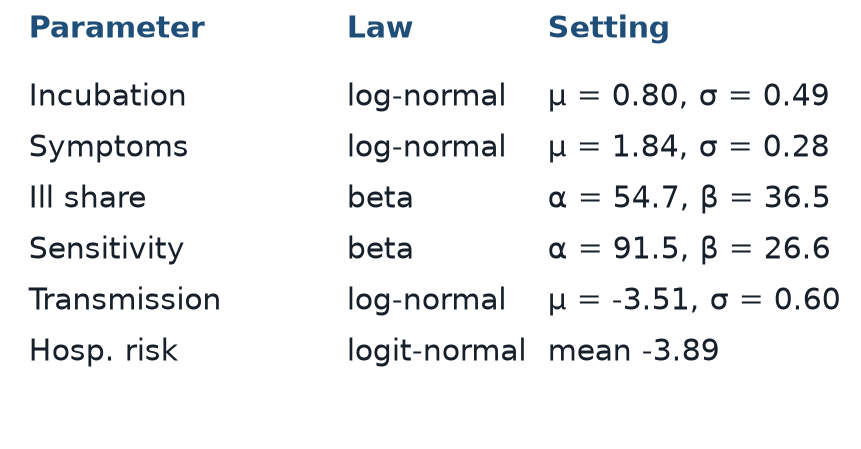 Parameter Law Setting
Incubation log-normal μ = 0.80, σ = 0.49
Symptoms log-normal μ = 1.84, σ = 0.28
Ill share beta α = 54.7, β = 36.5
Sensitivity beta α = 91.5, β = 26.6
Transmission log-normal μ = -3.51, σ = 0.60
Hosp. risk logit-normal mean -3.89